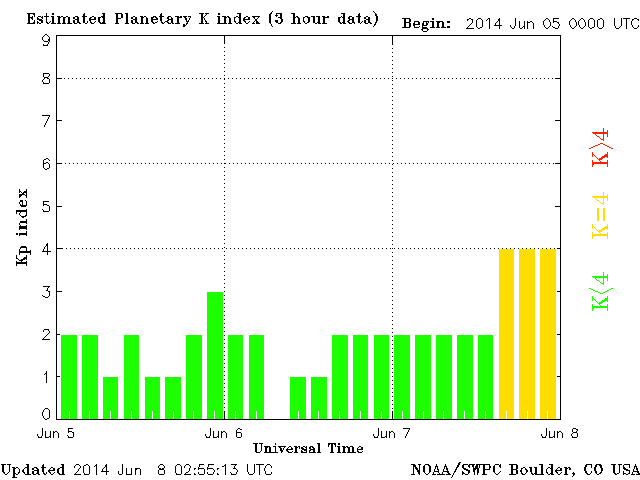 Estimated Planetary K index (3 hour data)
Begin: 2014 Jun 05 0000 UTC
9
8
7
6
5
4
3
2
1
0
Kp index
K>4
K=4
K<4
Jun 5
Jun 6
Jun 7
Jun 8
Universal Time
Updated 2014 Jun 8 02:55:13 UTC
NOAA/SWPC Boulder, CO USA